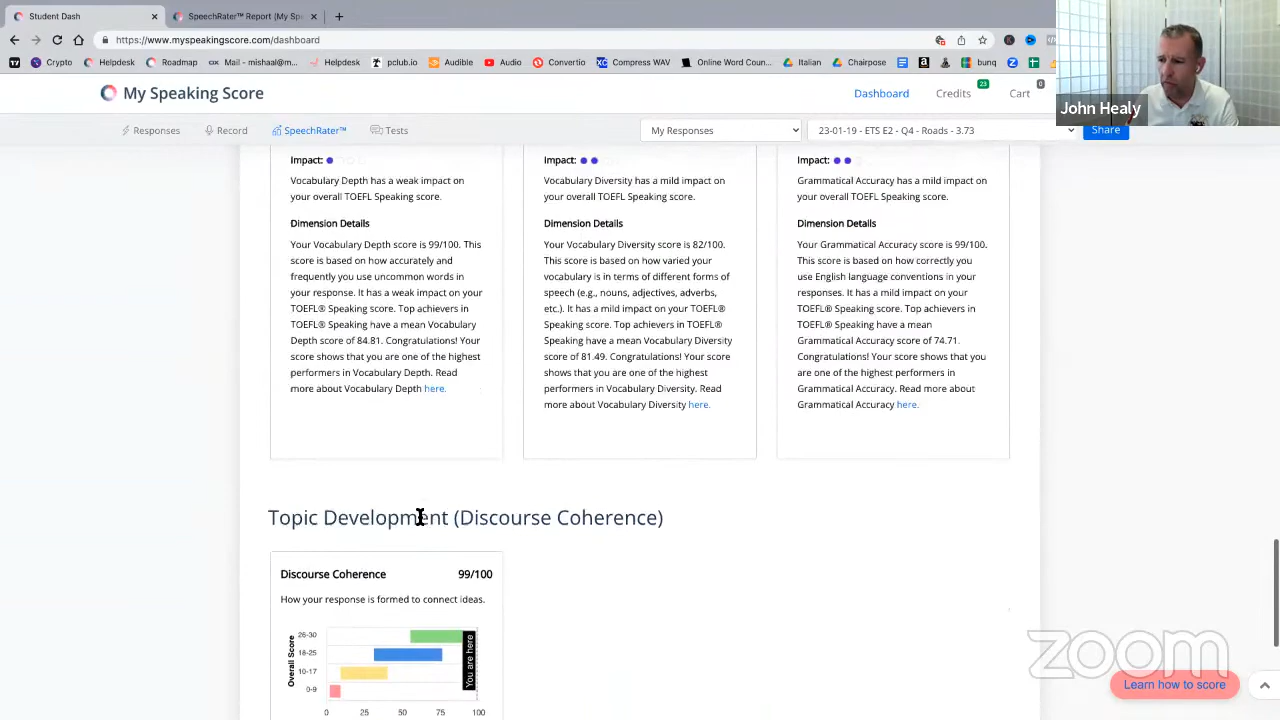 Student Dash
SpeechRater™ Report (My Spe
https://www.myspeakingscore.com/dashboard
Crypto
Helpdesk
Roadmap
Mail - mishaal@m...
Helpdesk
pclub.io
Audible
Audio
Convertio
Compress WAV
Online Word Coun...
Italian
Chairpose
bunq
John Healy
My Speaking Score
Dashboard
Credits
23
Cart
0
Responses
Record
SpeechRater™
Tests
My Responses
23-01-19 - ETS E2 - Q4 - Roads - 3.73
Share
Impact:
Vocabulary Depth has a weak impact on
your overall TOEFL Speaking score.
Dimension Details
Your Vocabulary Depth score is 99/100. This
score is based on how accurately and
frequently you use uncommon words in
your response. It has a weak impact on your
TOEFL® Speaking score. Top achievers in
TOEFL® Speaking have a mean Vocabulary
Depth score of 84.81. Congratulations! Your
score shows that you are one of the highest
performers in Vocabulary Depth. Read
more about Vocabulary Depth here.
Impact:
Vocabulary Diversity has a mild impact on
your overall TOEFL Speaking score.
Dimension Details
Your Vocabulary Diversity score is 82/100.
This score is based on how varied your
vocabulary is in terms of different forms of
speech (e.g., nouns, adjectives, adverbs,
etc.). It has a mild impact on your TOEFL®
Speaking score. Top achievers in TOEFL®
Speaking have a mean Vocabulary Diversity
score of 81.49. Congratulations! Your score
shows that you are one of the highest
performers in Vocabulary Diversity. Read
more about Vocabulary Diversity here.
Impact:
Grammatical Accuracy has a mild impact on
your overall TOEFL Speaking score.
Dimension Details
Your Grammatical Accuracy score is 99/100.
This score is based on how correctly you
use English language conventions in your
responses. It has a mild impact on your
TOEFL® Speaking score. Top achievers in
TOEFL® Speaking have a mean
Grammatical Accuracy score of 74.71.
Congratulations! Your score shows that you
are one of the highest performers in
Grammatical Accuracy. Read more about
Grammatical Accuracy here.
Topic Development (Discourse Coherence)
Discourse Coherence 99/100
How your response is formed to connect ideas.
Overall Score
26-30
18-25
10-17
0-9
You are here
0 25 50 75 100
zoom
Learn how to score